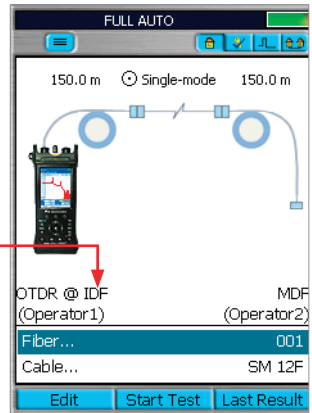 FULL AUTO
150.0 m Single-mode 150.0 m
OTDR @ IDF MDF
(Operator1) (Operator2)
Fiber... 001
Cable... SM 12F
Edit Start Test Last Result